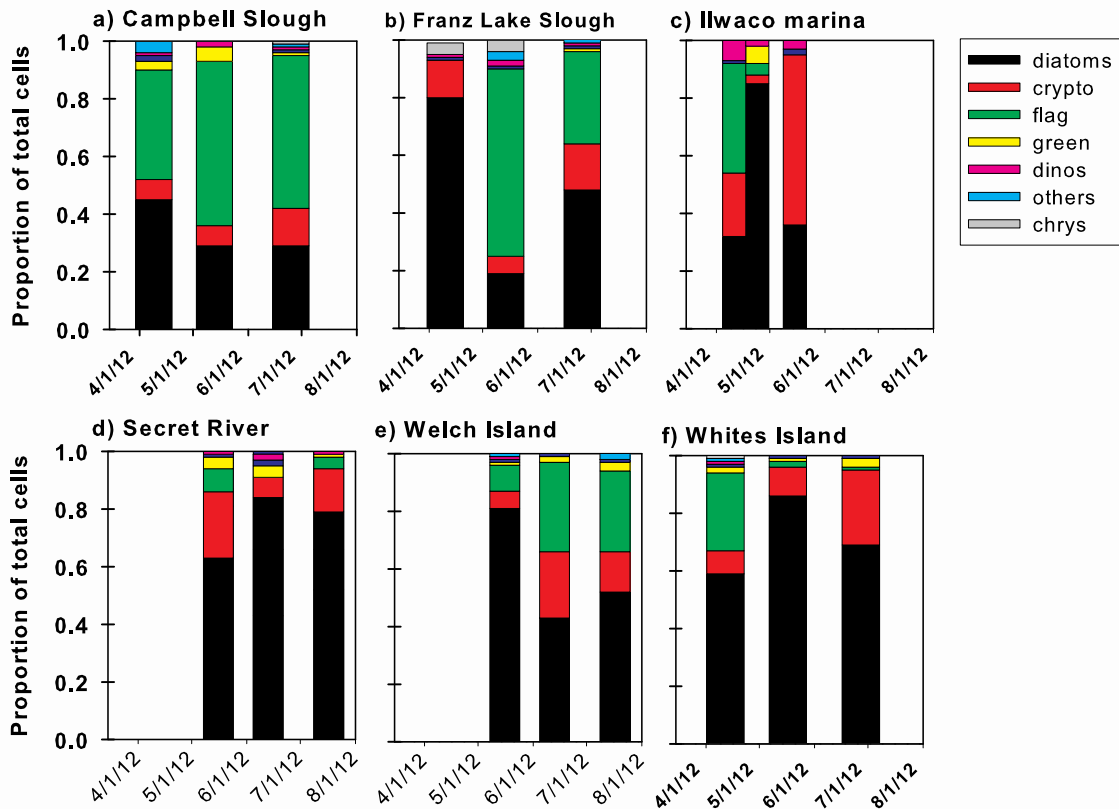 a) Campbell Slough
b) Franz Lake Slough
c) Ilwaco marina
Proportion of total cells
1.0
0.8
0.6
0.4
0.2
0.0
4/1/12
5/1/12
6/1/12
7/1/12
8/1/12
4/1/12
5/1/12
6/1/12
7/1/12
8/1/12
4/1/12
5/1/12
6/1/12
7/1/12
8/1/12
diatoms
crypto
flag
green
dinos
others
chrys
d) Secret River
e) Welch Island
f) Whites Island
Proportion of total cells
1.0
0.8
0.6
0.4
0.2
0.0
4/1/12
5/1/12
6/1/12
7/1/12
8/1/12
4/1/12
5/1/12
6/1/12
7/1/12
8/1/12
4/1/12
5/1/12
6/1/12
7/1/12
8/1/12